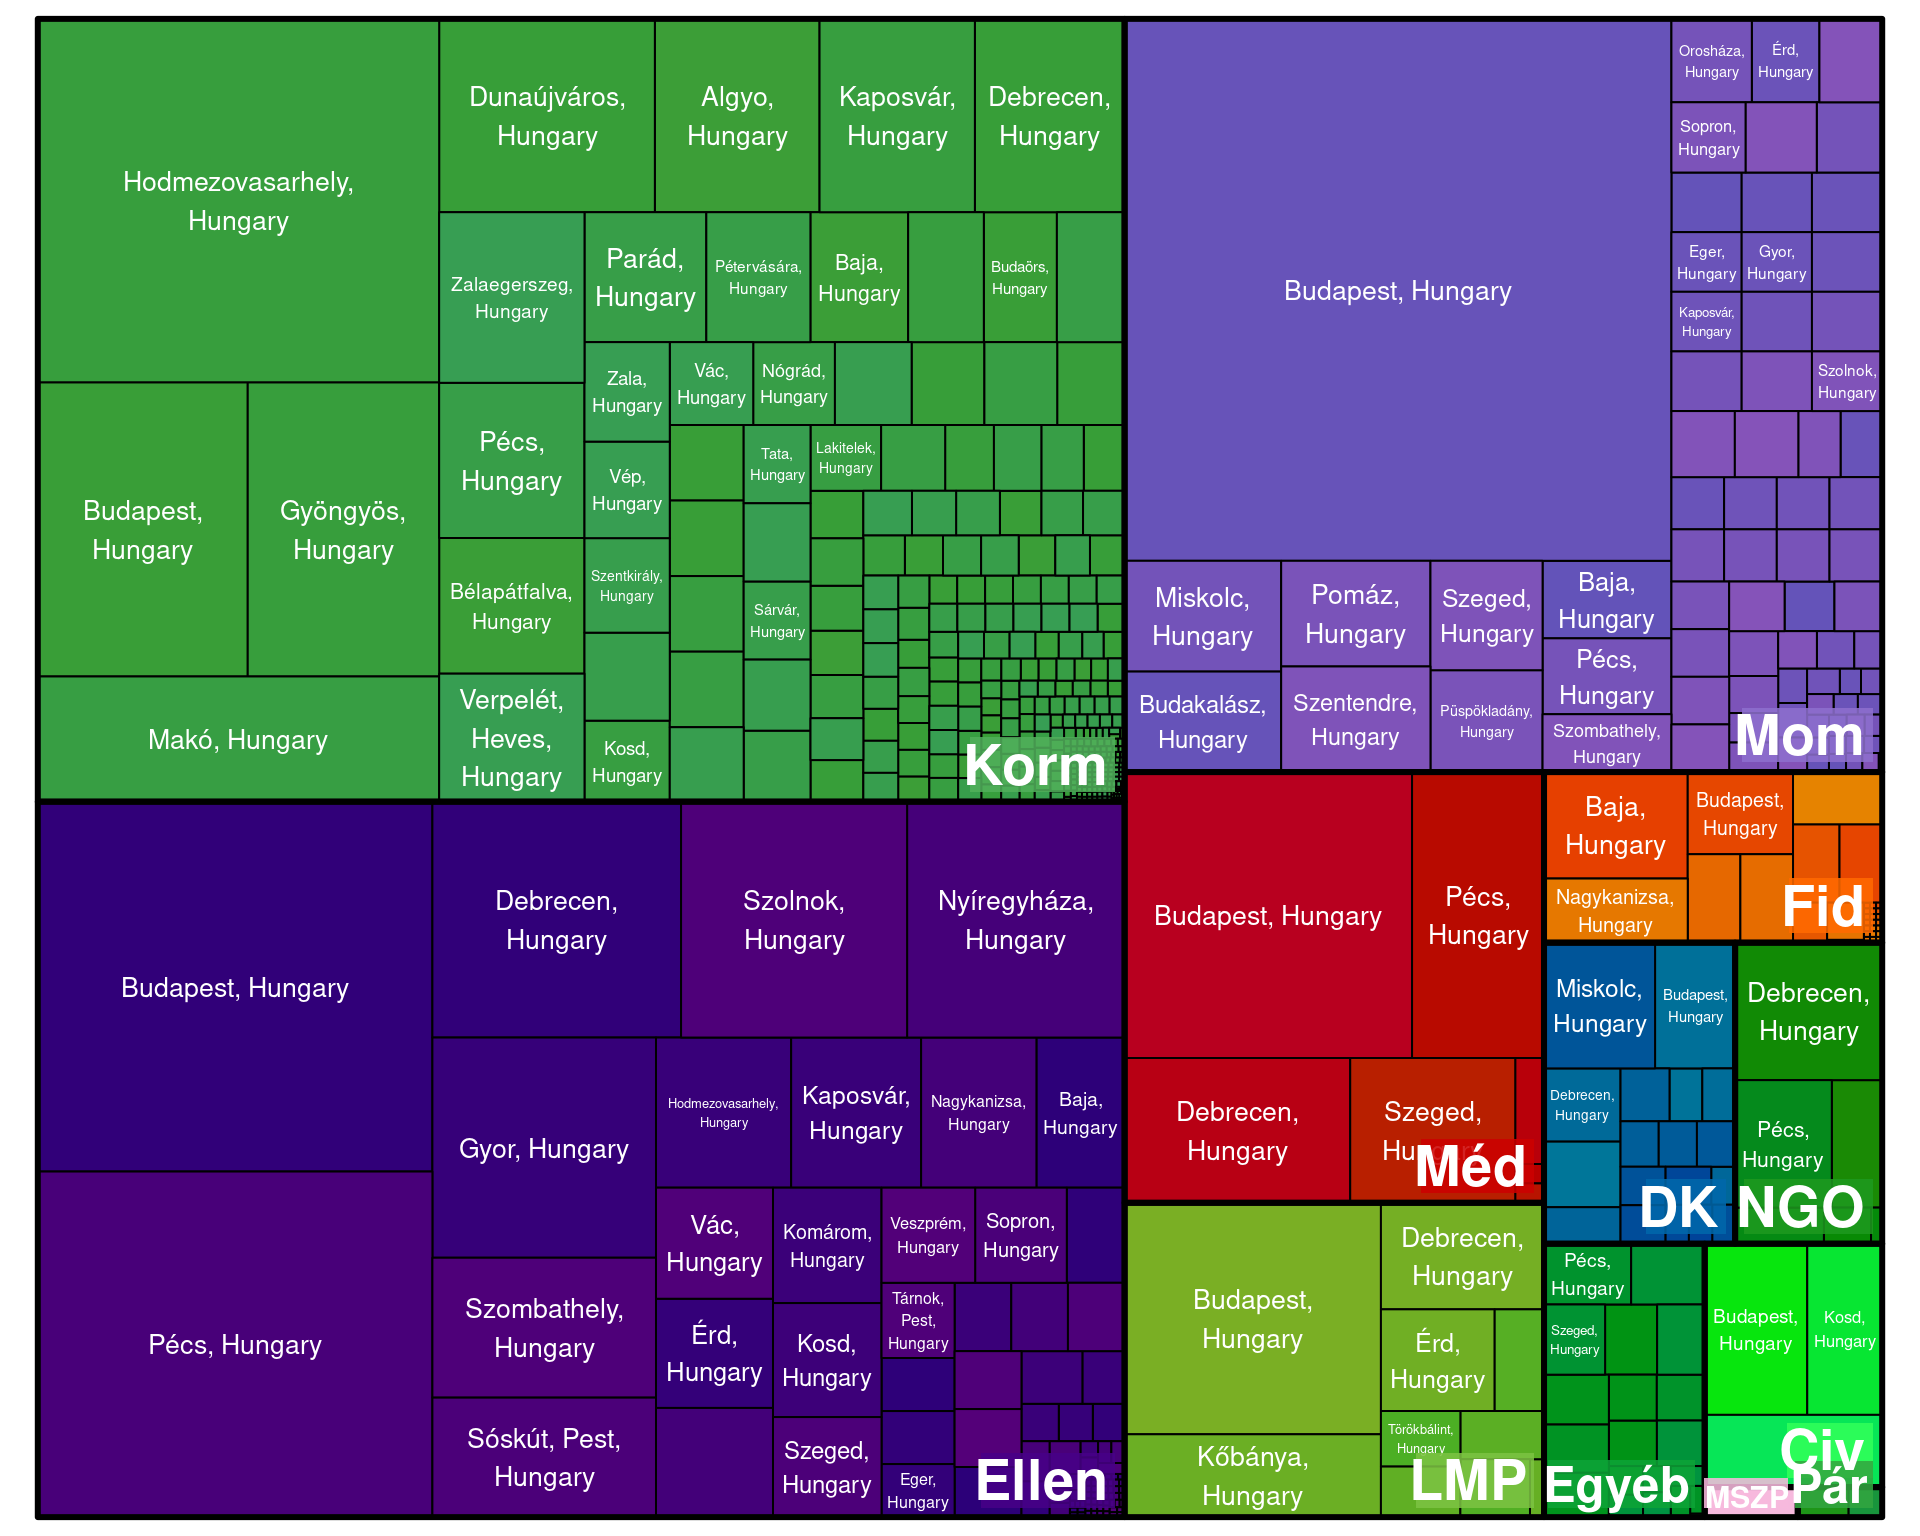 Hodmezovasarhely,
Hungary
Dunaújváros,
Hungary
Algyo,
Hungary
Kaposvár,
Hungary
Debrecen,
Hungary
Zalaegerszeg,
Hungary
Parád,
Hungary
Pétervására,
Hungary
Baja,
Hungary
Budaörs,
Hungary
Zala,
Hungary
Vác,
Hungary
Nógrád,
Hungary
Budapest,
Hungary
Gyöngyös,
Hungary
Pécs,
Hungary
Vép,
Hungary
Tata,
Hungary
Lakitelek,
Hungary
Bélapátfalva,
Hungary
Szentkirály,
Hungary
Sárvár,
Hungary
Makó, Hungary
Verpelét,
Heves,
Hungary
Kosd,
Hungary
Korm
Budapest, Hungary
Orosháza,
Hungary
Érd,
Hungary
Sopron,
Hungary
Eger,
Hungary
Gyor,
Hungary
Kaposvár,
Hungary
Szolnok,
Hungary
Miskolc,
Hungary
Pomáz,
Hungary
Szeged,
Hungary
Baja,
Hungary
Budakalász,
Hungary
Szentendre,
Hungary
Püspökladány,
Hungary
Pécs,
Hungary
Szombathely,
Hungary
Mom
Budapest, Hungary
Debrecen,
Hungary
Szolnok,
Hungary
Nyíregyháza,
Hungary
Gyor, Hungary
Hodmezovasarhely,
Hungary
Kaposvár,
Hungary
Nagykanizsa,
Hungary
Baja,
Hungary
Pécs, Hungary
Szombathely,
Hungary
Vác,
Hungary
Komárom,
Hungary
Veszprém,
Hungary
Sopron,
Hungary
Tárnok,
Pest,
Hungary
Érd,
Hungary
Kosd,
Hungary
Sóskút, Pest,
Hungary
Szeged,
Hungary
Eger,
Hungary
Ellen
Budapest, Hungary
Pécs,
Hungary
Debrecen,
Hungary
Szeged,
Méd
Baja,
Hungary
Budapest,
Hungary
Nagykanizsa,
Hungary
Fid
Miskolc,
Hungary
Budapest,
Hungary
Debrecen,
Hungary
DK
Debrecen,
Hungary
Pécs,
Hungary
NGO
Budapest,
Hungary
Debrecen,
Hungary
Érd,
Hungary
Törökbálint,
Hungary
Kőbánya,
Hungary
LMP
Pécs,
Hungary
Szeged,
Hungary
Egyéb
Budapest,
Hungary
Kosd,
Hungary
Civ
MSZP
Pár